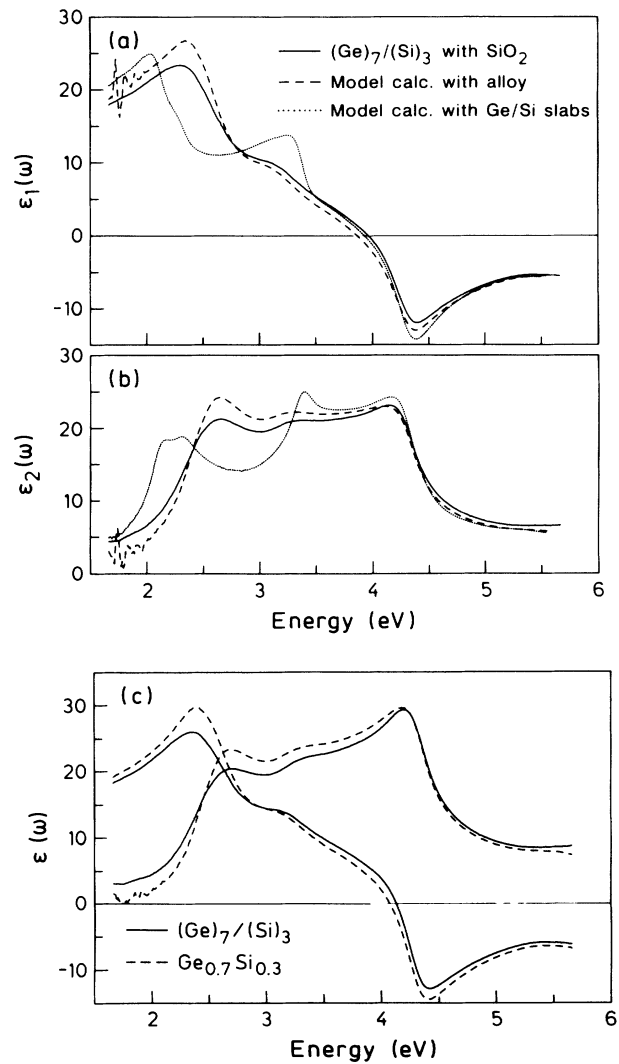 30
(a)
(Ge)7/(Si)3 with SiO2
Model calc. with alloy
Model calc. with Ge/Si slabs
20
10
ε1(ω)
0
-10
30
(b)
20
ε2(ω)
10
0
2 3 4 5 6
Energy (eV)
(c)
30
20
ε(ω)
10
0
(Ge)7/(Si)3
Ge0.7Si0.3
-10
2 3 4 5 6
Energy (eV)